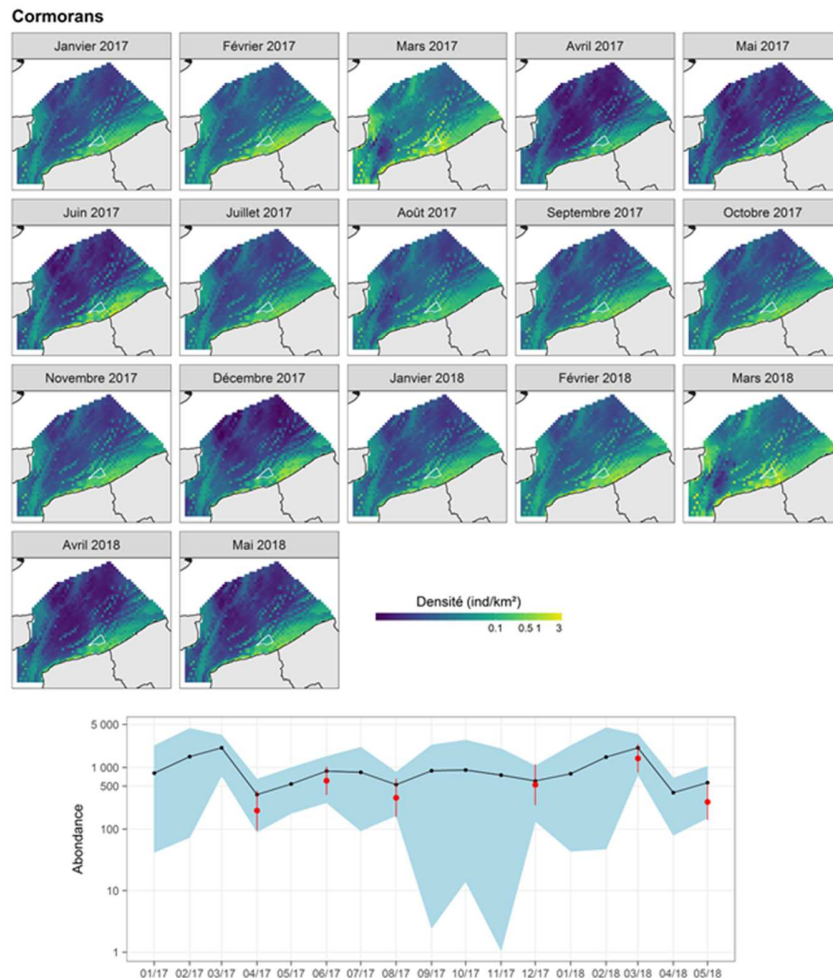 Cormorans
Janvier 2017
Février 2017
Mars 2017
Avril 2017
Mai 2017
Juin 2017
Juillet 2017
Août 2017
Septembre 2017
Octobre 2017
Novembre 2017
Décembre 2017
Janvier 2018
Février 2018
Mars 2018
Avril 2018
Mai 2018
Densité (ind/km²)
0.1 0.5 1 3
Abondance
5 000
1 000
500
100
10
1
01/17 02/17 03/17 04/17 05/17 06/17 07/17 08/17 09/17 10/17 11/17 12/17 01/18 02/18 03/18 04/18 05/18